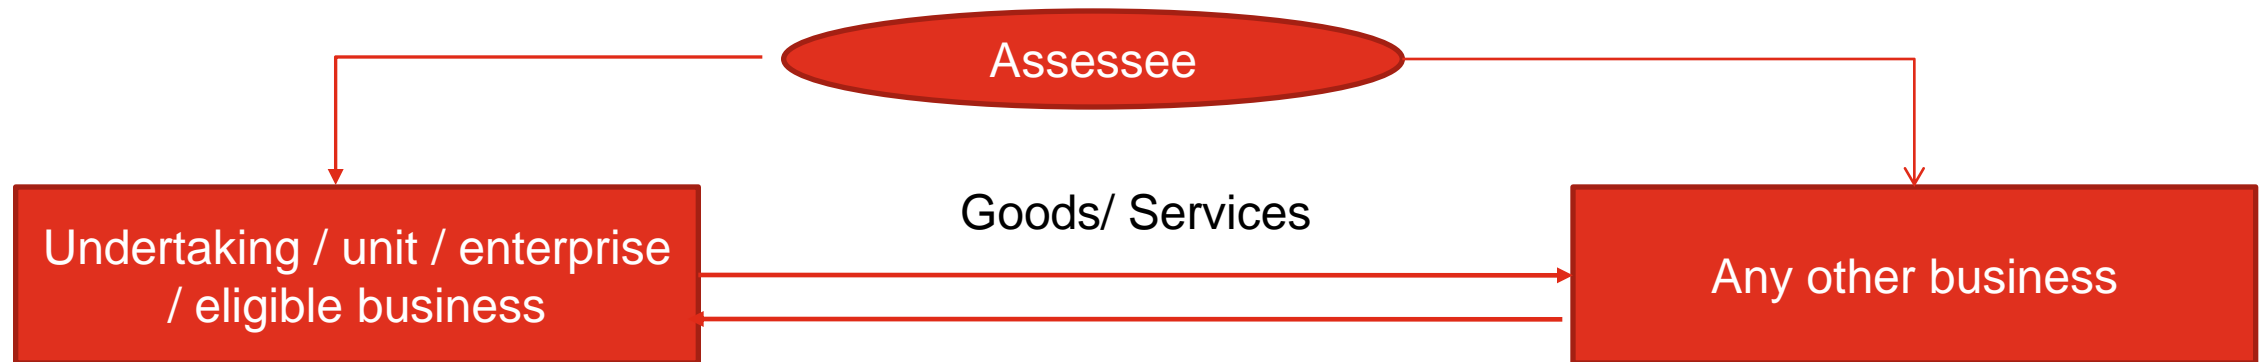 Assessee
Goods/ Services
Undertaking / unit / enterprise
/ eligible business
Any other business